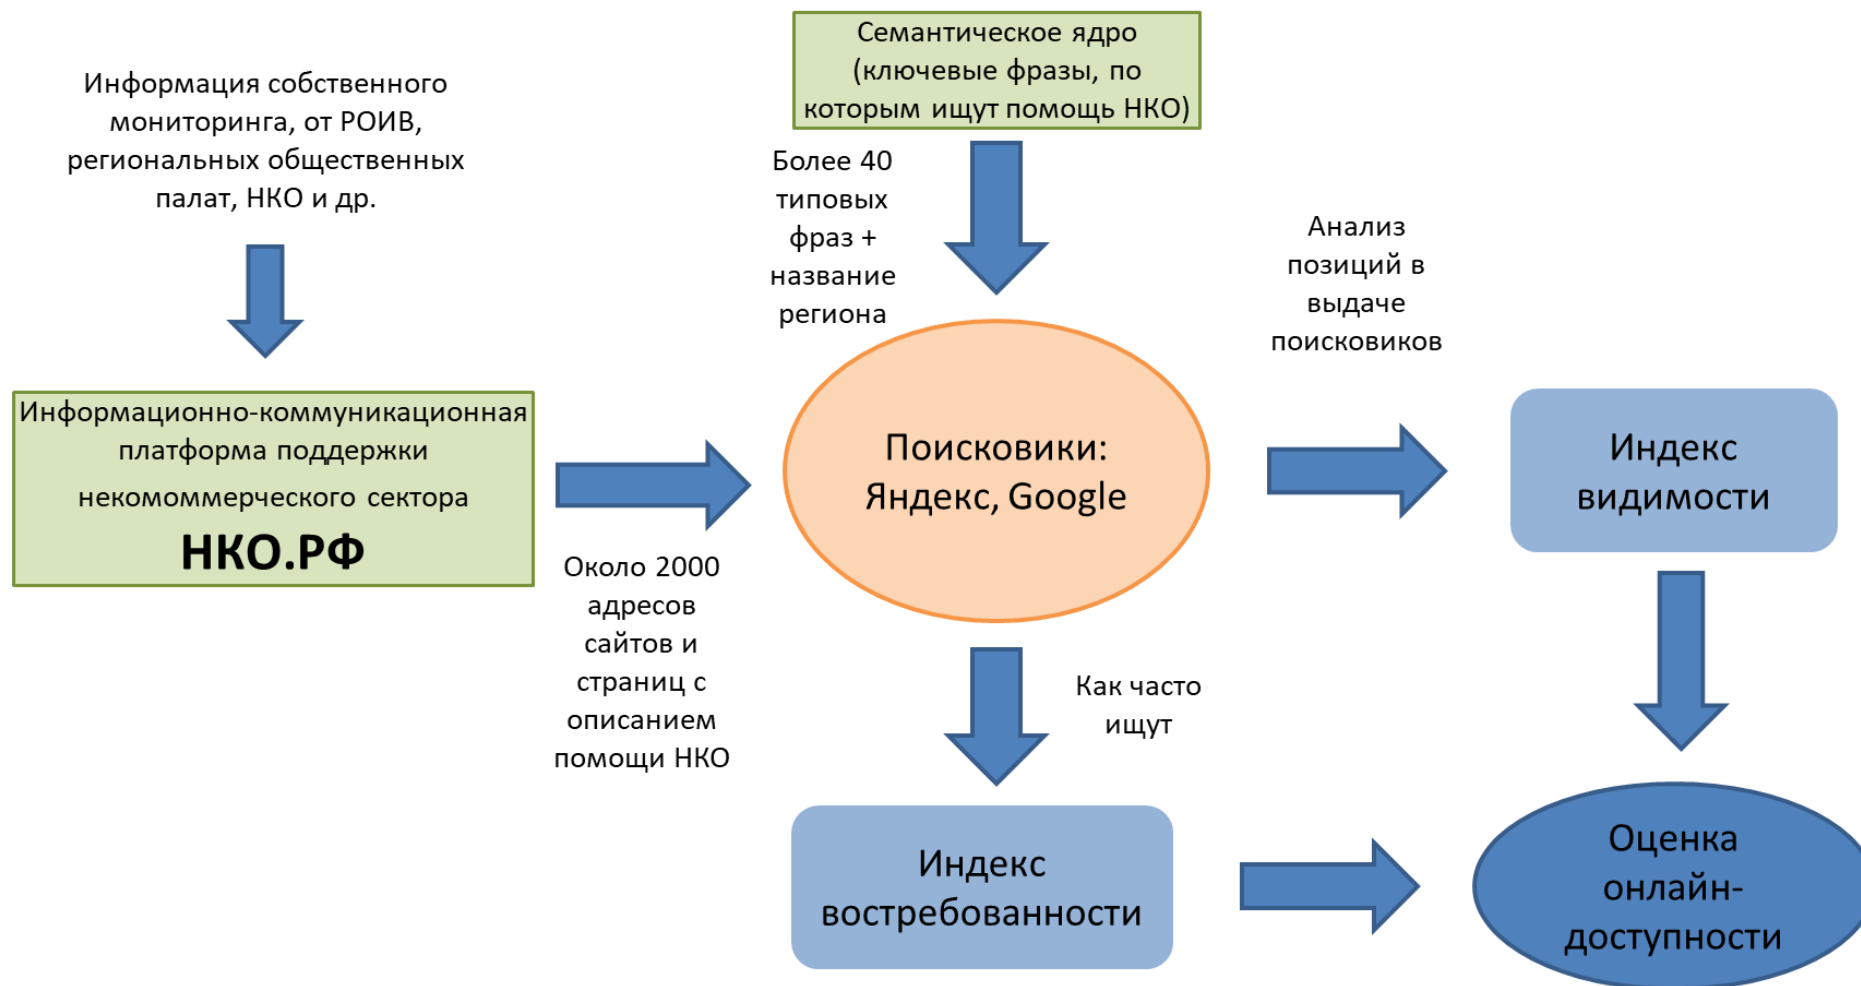 Информация собственного
мониторинга, от РОИВ,
региональных общественных
палат, НКО и др.
Информационно-коммуникационная
платформа поддержки
некомоммерческого сектора
НКО.РФ
Около 2000
адресов
сайтов и
страниц с
описанием
помощи НКО
Семантическое ядро
(ключевые фразы, по
которым ищут помощь НКО)
Более 40
типовых
фраз +
название
региона
Поисковики:
Яндекс, Google
Анализ
позиций в
выдаче
поисковиков
Индекс
видимости
Как часто
ищут
Индекс
востребованности
Оценка
онлайн-
доступности